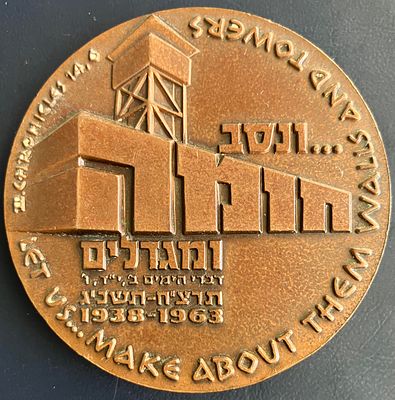 ...ונסב
חומה
ומגדלים
דברי הימים ב', י"ד, ו'
תרצ"ח-תשכ"ג
1938-1963
LET US... MAKE ABOUT THEM WALLS AND TOWERS
II CHRONICLES 14,6